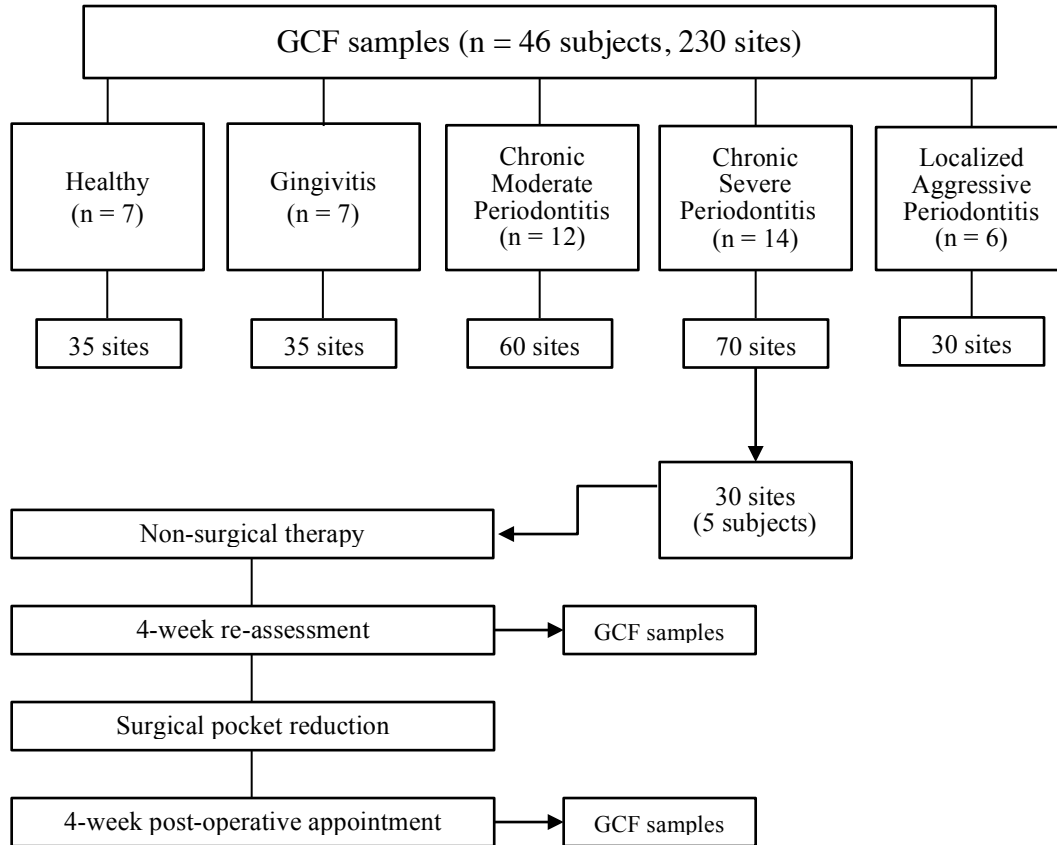 GCF samples (n = 46 subjects, 230 sites)
Healthy
(n = 7)
Gingivitis
(n = 7)
Chronic
Moderate
Periodontitis
(n = 12)
Chronic
Severe
Periodontitis
(n = 14)
Localized
Aggressive
Periodontitis
(n = 6)
35 sites
35 sites
60 sites
70 sites
30 sites
30 sites
(5 subjects)
Non-surgical therapy
4-week re-assessment
GCF samples
Surgical pocket reduction
4-week post-operative appointment
GCF samples